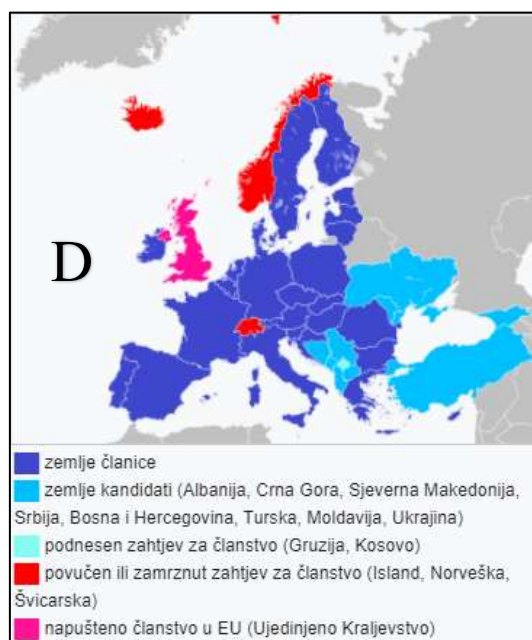 D
zemlje članice
zemlje kandidati (Albanija, Crna Gora, Sjeverna Makedonija,
Srbija, Bosna i Hercegovina, Turska, Moldavija, Ukrajina)
podnesen zahtjev za članstvo (Gruzija, Kosovo)
povučen ili zamrznut zahtjev za članstvo (Island, Norveška,
Švicarska)
napušteno članstvo u EU (Ujedinjeno Kraljevstvo)